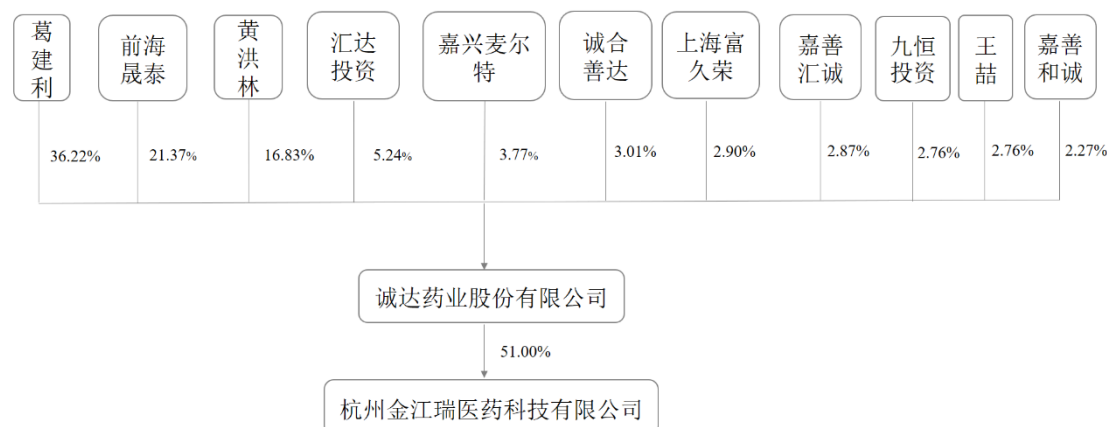 葛
建
利
前海
晟泰
黄
洪
林
汇达
投资
嘉兴麦尔
特
诚合
善达
上海富
久荣
嘉善
汇诚
九恒
投资
王
喆
嘉善
和诚
36.22%
21.37%
16.83%
5.24%
3.77%
3.01%
2.90%
2.87%
2.76%
2.76%
2.27%
诚达药业股份有限公司
51.00%
杭州金江瑞医药科技有限公司